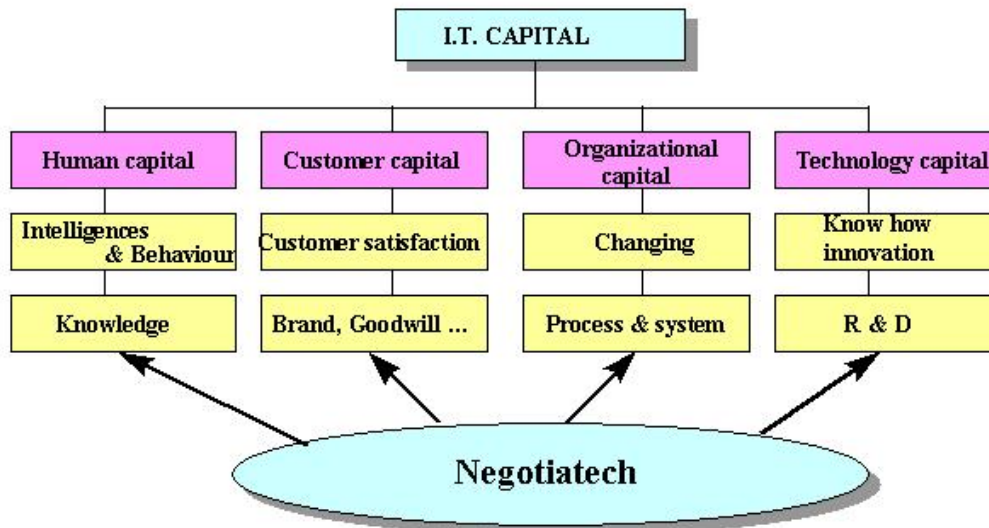 I.T. CAPITAL
Human capital
Customer capital
Organizational
capital
Technology capital
Intelligences
& Behaviour
Customer satisfaction
Changing
Know how
innovation
Knowledge
Brand, Goodwill ...
Process & system
R & D
Negotiatech